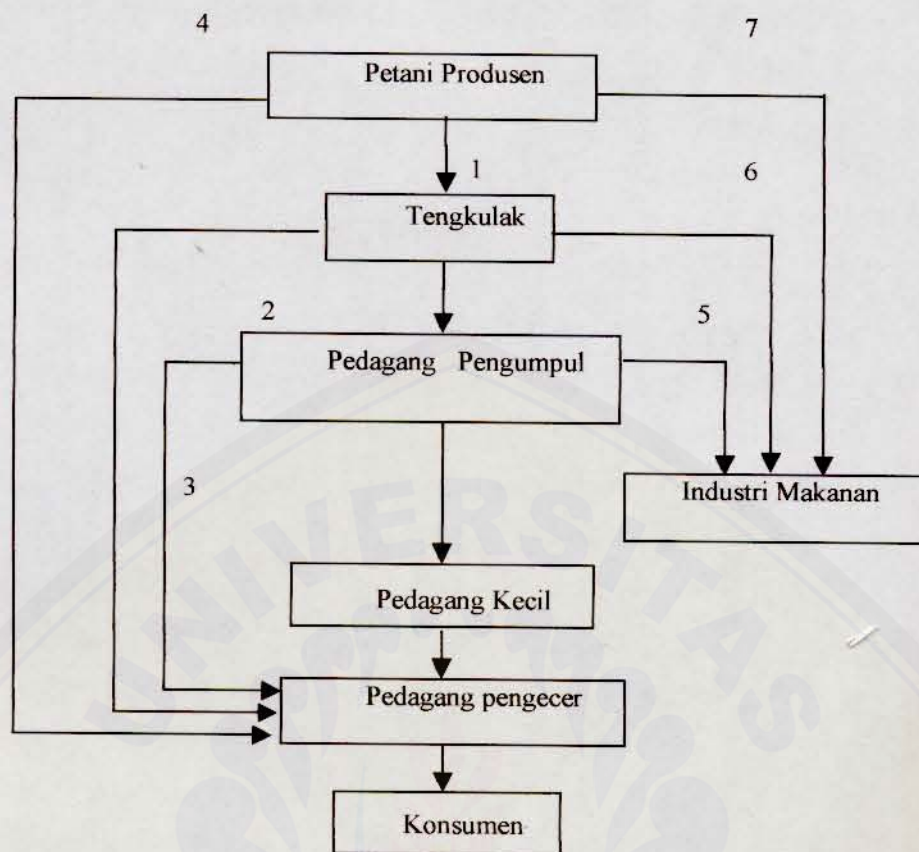 4
7
Petani Produsen
1
6
Tengkulak
2
5
Pedagang Pengumpul
3
Industri Makanan
Pedagang Kecil
Pedagang pengecer
Konsumen
UNIVERSITAS